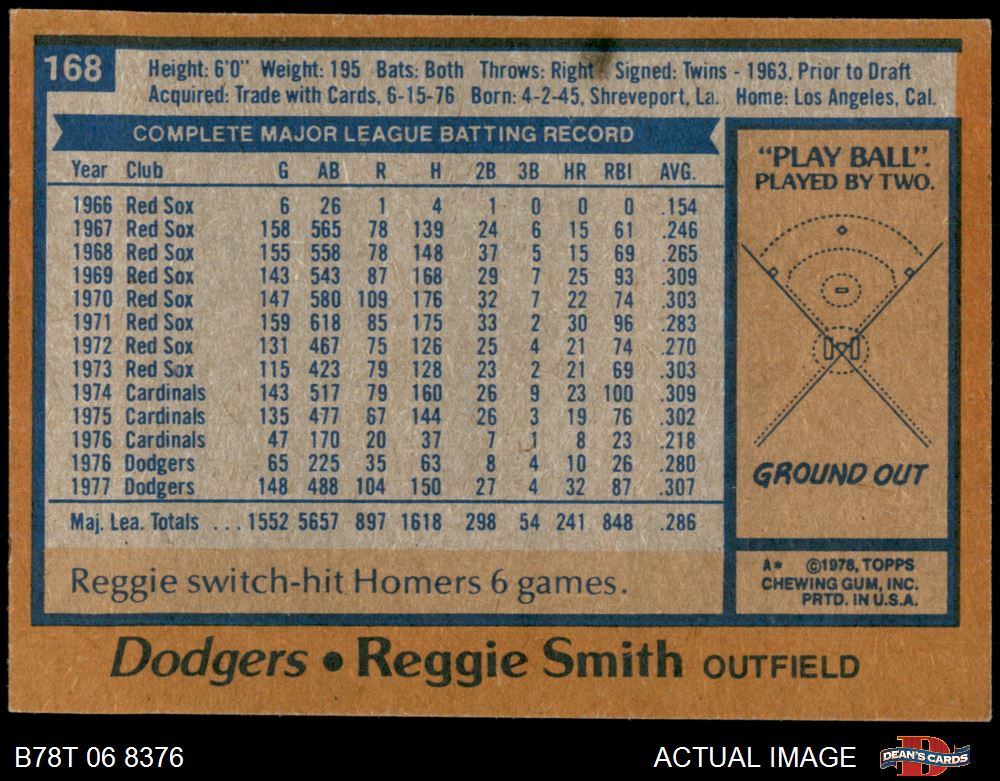 168
Height: 6'0" Weight: 195 Bats: Both Throws: Right Signed: Twins - 1963, Prior to Draft
Acquired: Trade with Cards, 6-15-76 Born: 4-2-45, Shreveport, La. Home: Los Angeles, Cal.
COMPLETE MAJOR LEAGUE BATTING RECORD
Year Club G AB R H 2B 3B HR RBI AVG.
1966 Red Sox 6 26 1 4 1 0 0 0 .154
1967 Red Sox 158 565 78 139 24 6 15 61 .246
1968 Red Sox 155 558 78 148 37 5 15 69 .265
1969 Red Sox 143 543 87 168 29 7 25 93 .309
1970 Red Sox 147 580 109 176 32 7 22 74 .303
1971 Red Sox 159 618 85 175 33 2 30 96 .283
1972 Red Sox 131 467 75 126 25 4 21 74 .270
1973 Red Sox 115 423 79 128 23 2 21 69 .303
1974 Cardinals 143 517 79 160 26 9 23 100 .309
1975 Cardinals 135 477 67 144 26 3 19 76 .302
1976 Cardinals 47 170 20 37 7 1 8 23 .218
1976 Dodgers 65 225 35 63 8 4 10 26 .280
1977 Dodgers 148 488 104 150 27 4 32 87 .307
Maj. Lea. Totals ... 1552 5657 897 1618 298 54 241 848 .286
Reggie switch-hit Homers 6 games.
"PLAY BALL".
PLAYED BY TWO.
GROUND OUT
A* ©1978, TOPPS
CHEWING GUM, INC.
PRTD. IN U.S.A.
Dodgers • Reggie Smith OUTFIELD
B78T 06 8376 ACTUAL IMAGE
DEAN'S CARDS